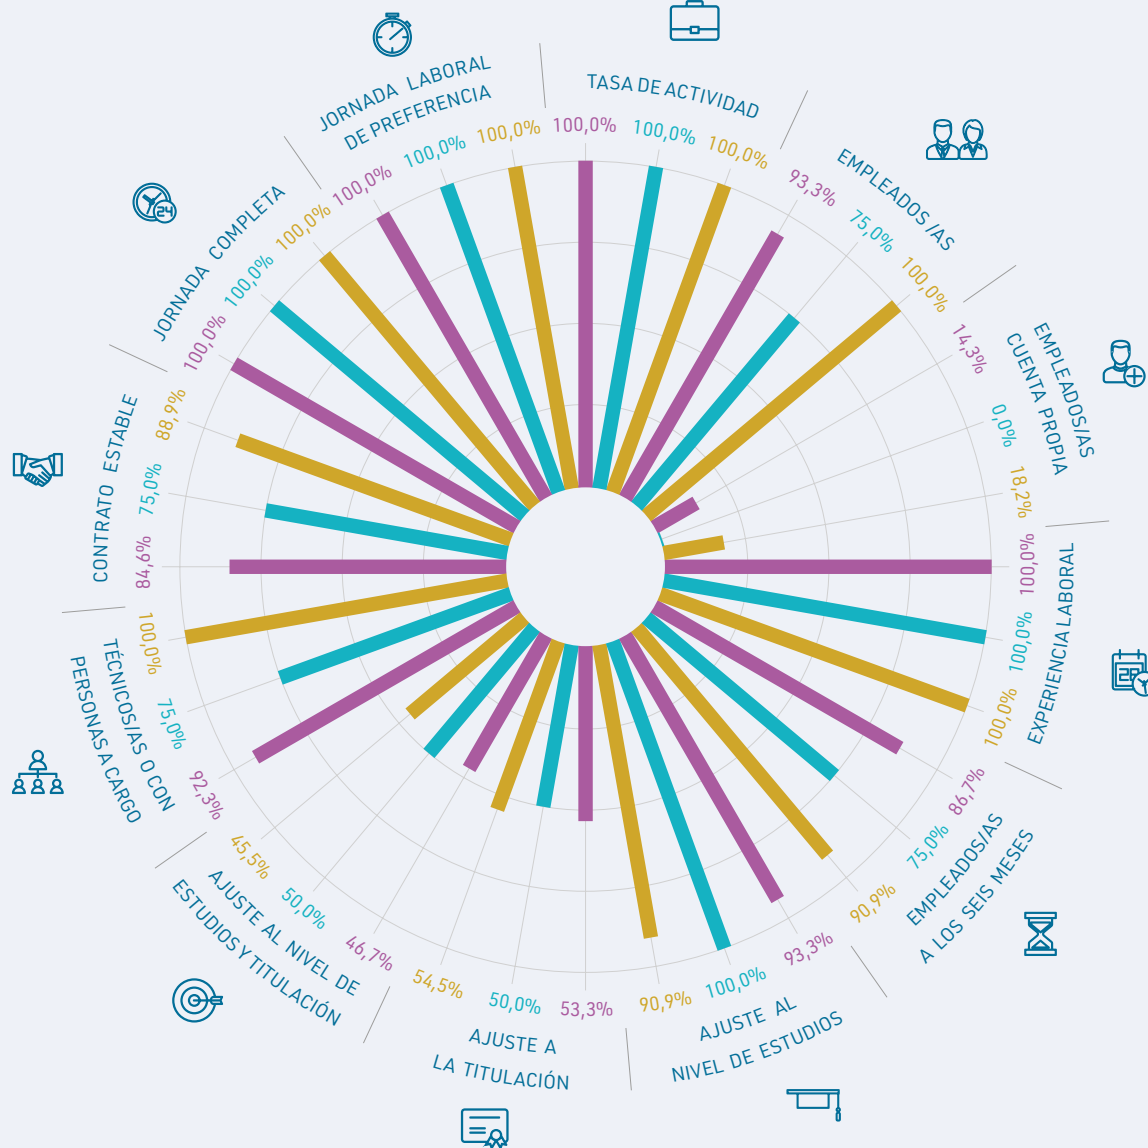 TASA DE ACTIVIDAD
100,0%
100,0%
100,0%
EMPLEADOS/AS
93,3%
75,0%
100,0%
EMPLEADOS/AS
CUENTA PROPIA
14,3%
0,0%
18,2%
EXPERIENCIA LABORAL
100,0%
100,0%
100,0%
EMPLEADOS/AS
A LOS SEIS MESES
86,7%
75,0%
90,9%
AJUSTE AL
NIVEL DE ESTUDIOS
93,3%
100,0%
90,9%
AJUSTE A
LA TITULACIÓN
53,3%
50,0%
54,5%
AJUSTE AL NIVEL DE
ESTUDIOS Y TITULACIÓN
46,7%
50,0%
45,5%
TÉCNICOS/AS O CON
PERSONAS A CARGO
92,3%
75,0%
100,0%
CONTRATO ESTABLE
84,6%
75,0%
88,9%
JORNADA COMPLETA
100,0%
100,0%
100,0%
24
JORNADA LABORAL
DE PREFERENCIA
100,0%
100,0%
100,0%